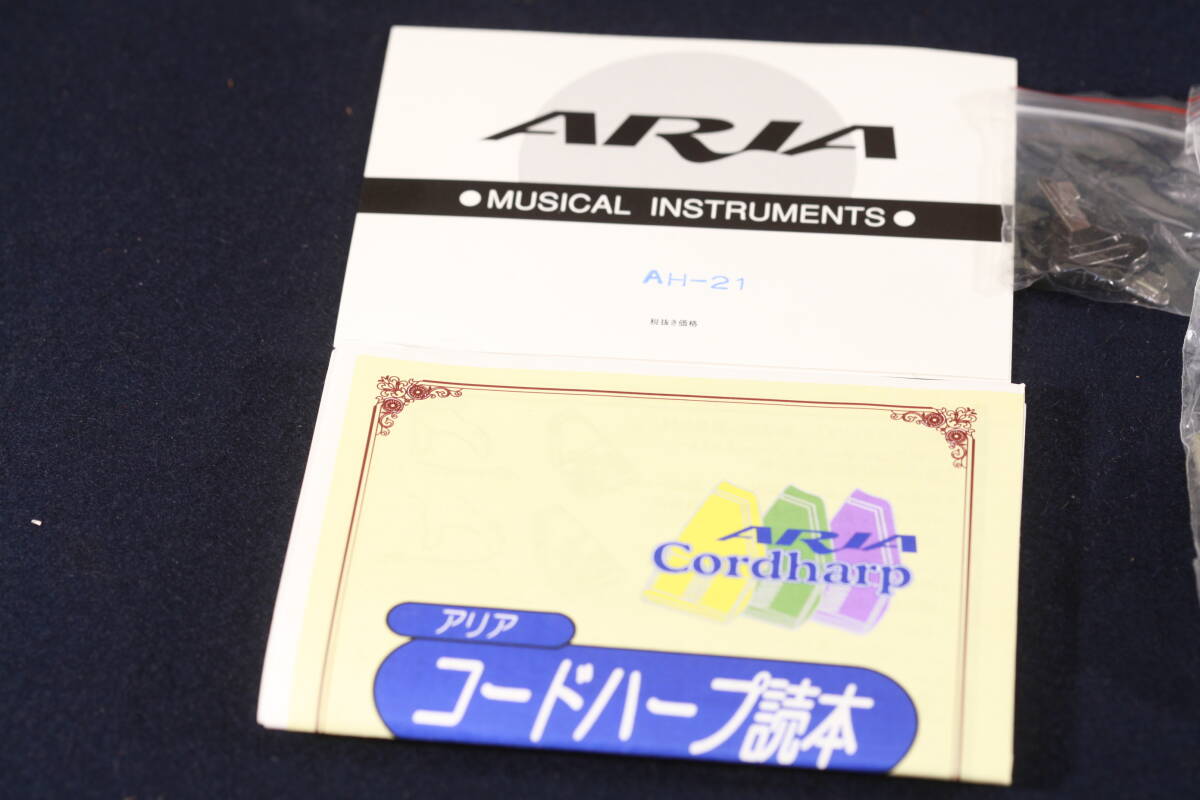 ARIA
●MUSICAL INSTRUMENTS●
AH-21
税抜き価格
ARIA
Cordharp
アリア
コードハープ読本